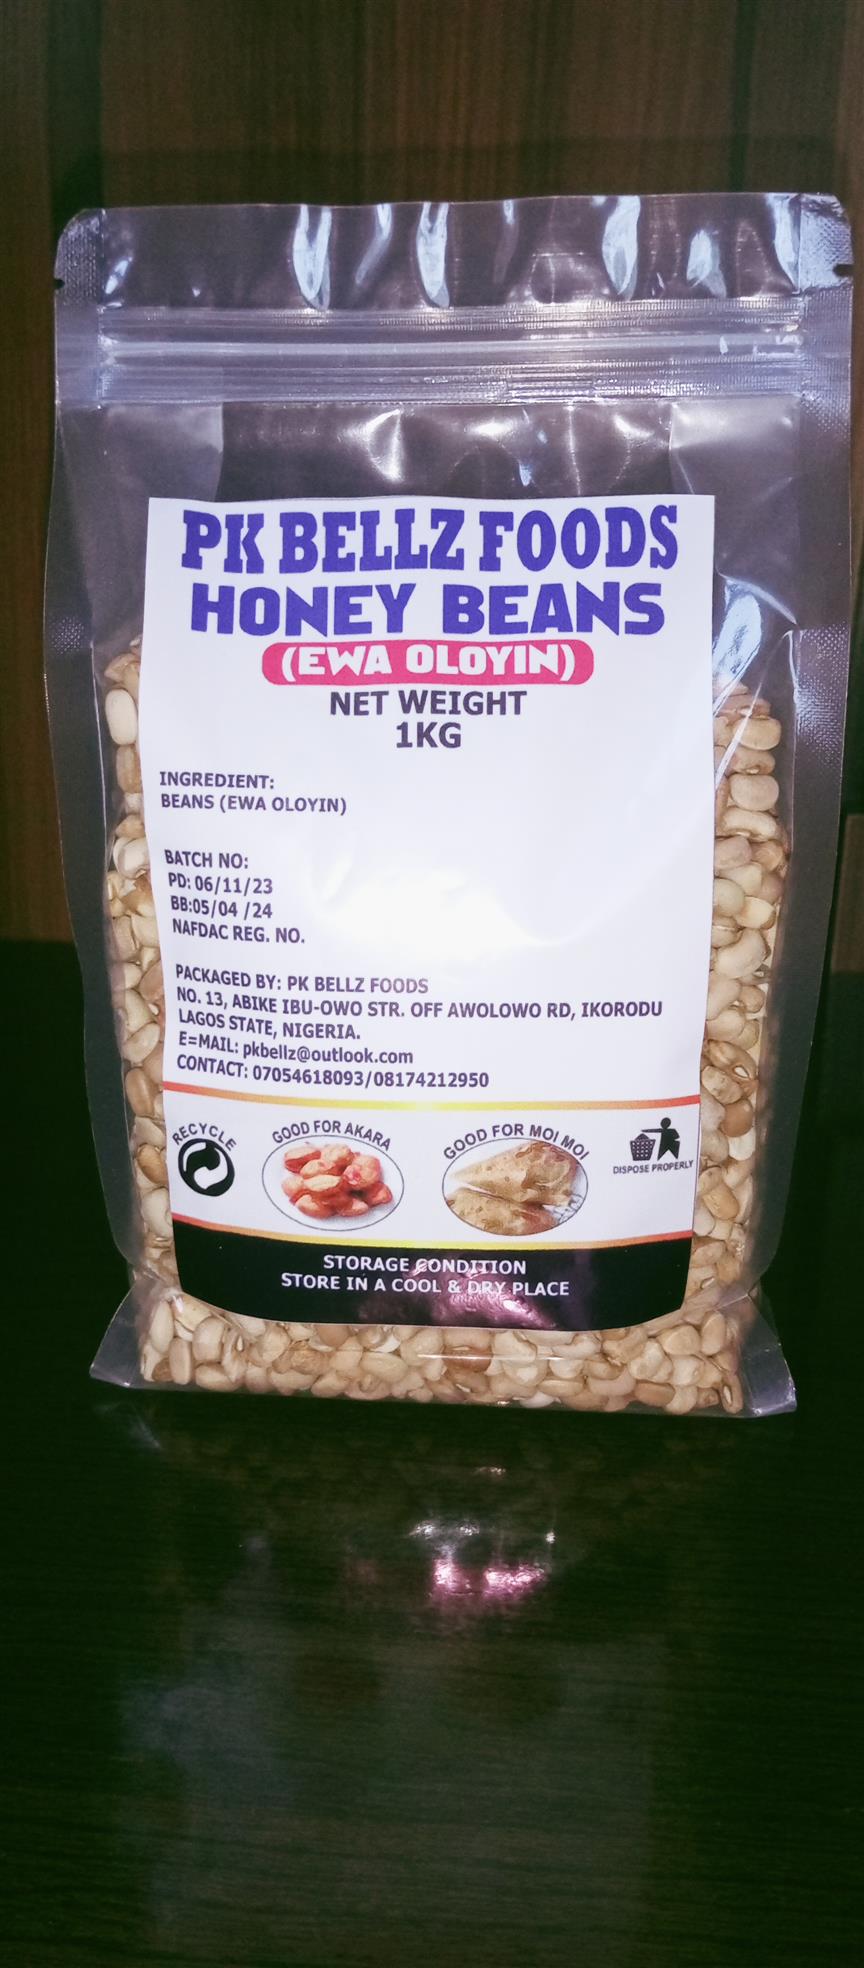 PK BELLZ FOODS
HONEY BEANS
(EWA OLOYIN)
NET WEIGHT
1KG
INGREDIENT:
BEANS (EWA OLOYIN)
BATCH NO:
PD: 06/11/23
BB:05/04 /24
NAFDAC REG. NO.
PACKAGED BY: PK BELLZ FOODS
NO. 13, ABIKE IBU-OWO STR. OFF AWOLOWO RD, IKORODU
LAGOS STATE, NIGERIA.
E=MAIL: pkbellz@outlook.com
CONTACT: 07054618093/08174212950
RECYCLE
GOOD FOR AKARA
GOOD FOR MOI MOI
DISPOSE PROPERLY
STORAGE CONDITION
STORE IN A COOL & DRY PLACE